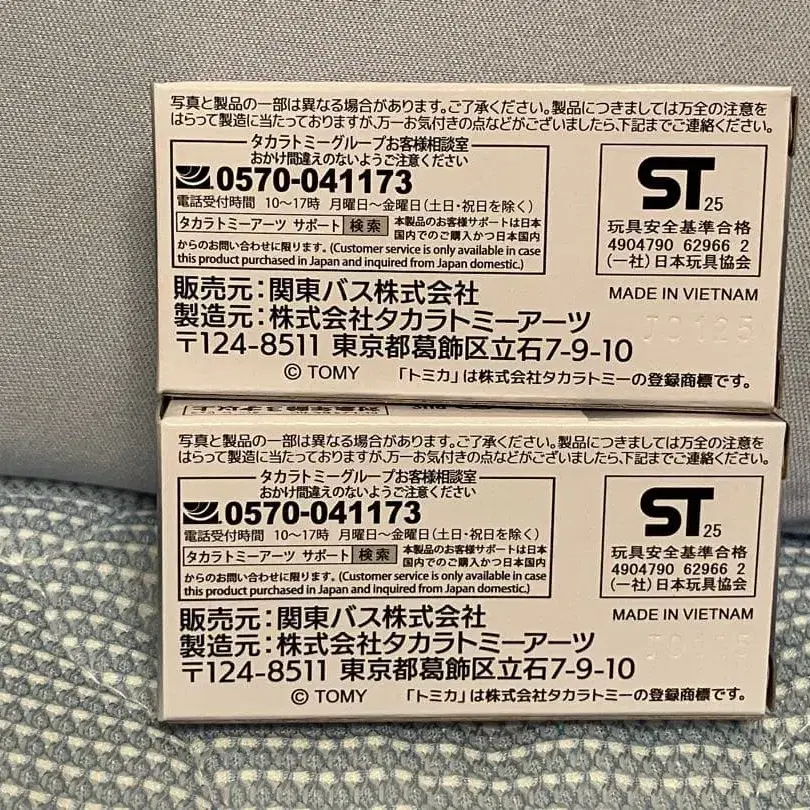 写真と製品の一部は異なる場合があります。ご了承ください。製品につきましては万全の注意を
はらって製造に当たっておりますが、万一お気付きの点などがございましたら、下記までご連絡ください。
タカラトミーグループお客様相談室
おかけ間違えのないようご注意ください
0570-041173
電話受付時間 10〜17時 月曜日〜金曜日(土日・祝日を除く)
タカラトミーアーツ サポート 検索 本製品のお客様サポートは日本
国内でのご購入かつ日本国内
からのお問い合わせに限ります。(Customer service is only available in case
this product purchased in Japan and inquired from Japan domestic.)
ST 25
玩具安全基準合格
4904790 62966 2
(一社)日本玩具協会
MADE IN VIETNAM
販売元:関東バス株式会社
製造元:株式会社タカラトミーアーツ
〒124-8511 東京都葛飾区立石7-9-10
© TOMY 「トミカ」は株式会社タカラトミーの登録商標です。
対象年齢3才以上
写真と製品の一部は異なる場合があります。ご了承ください。製品につきましては万全の注意を
はらって製造に当たっておりますが、万一お気付きの点などがございましたら、下記までご連絡ください。
タカラトミーグループお客様相談室
おかけ間違えのないようご注意ください
0570-041173
電話受付時間 10〜17時 月曜日〜金曜日(土日・祝日を除く)
タカラトミーアーツ サポート 検索 本製品のお客様サポートは日本
国内でのご購入かつ日本国内
からのお問い合わせに限ります。(Customer service is only available in case
this product purchased in Japan and inquired from Japan domestic.)
ST 25
玩具安全基準合格
4904790 62966 2
(一社)日本玩具協会
MADE IN VIETNAM
販売元:関東バス株式会社
製造元:株式会社タカラトミーアーツ
〒124-8511 東京都葛飾区立石7-9-10
© TOMY 「トミカ」は株式会社タカラトミーの登録商標です。